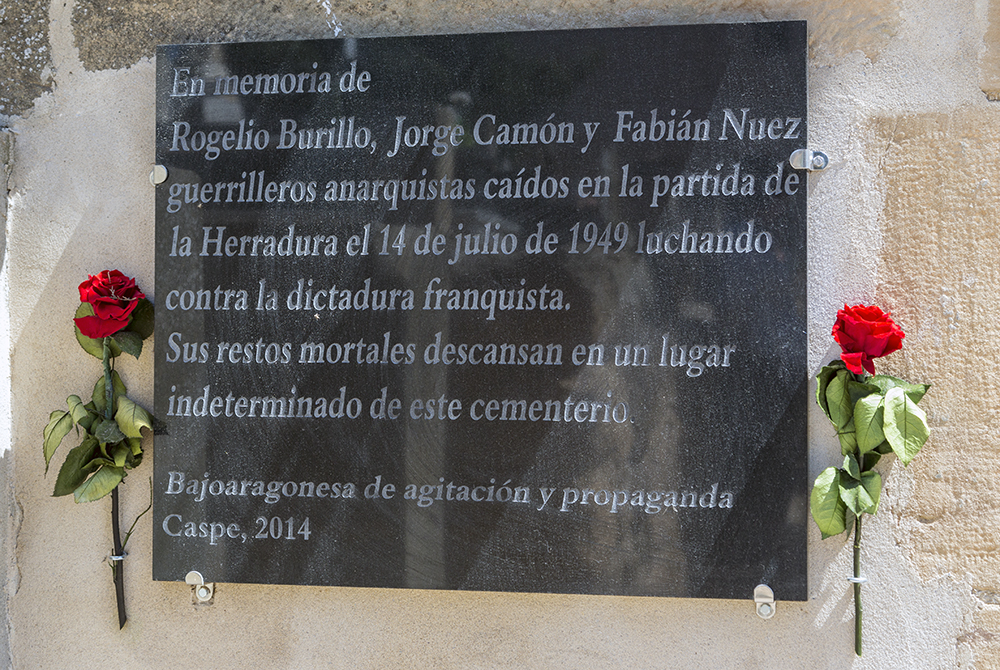 En memoria de
Rogelio Burillo, Jorge Camón y Fabián Nuez
guerrilleros anarquistas caídos en la partida de
la Herradura el 14 de julio de 1949 luchando
contra la dictadura franquista.
Sus restos mortales descansan en un lugar
indeterminado de este cementerio.
Bajoaragonesa de agitación y propaganda
Caspe, 2014